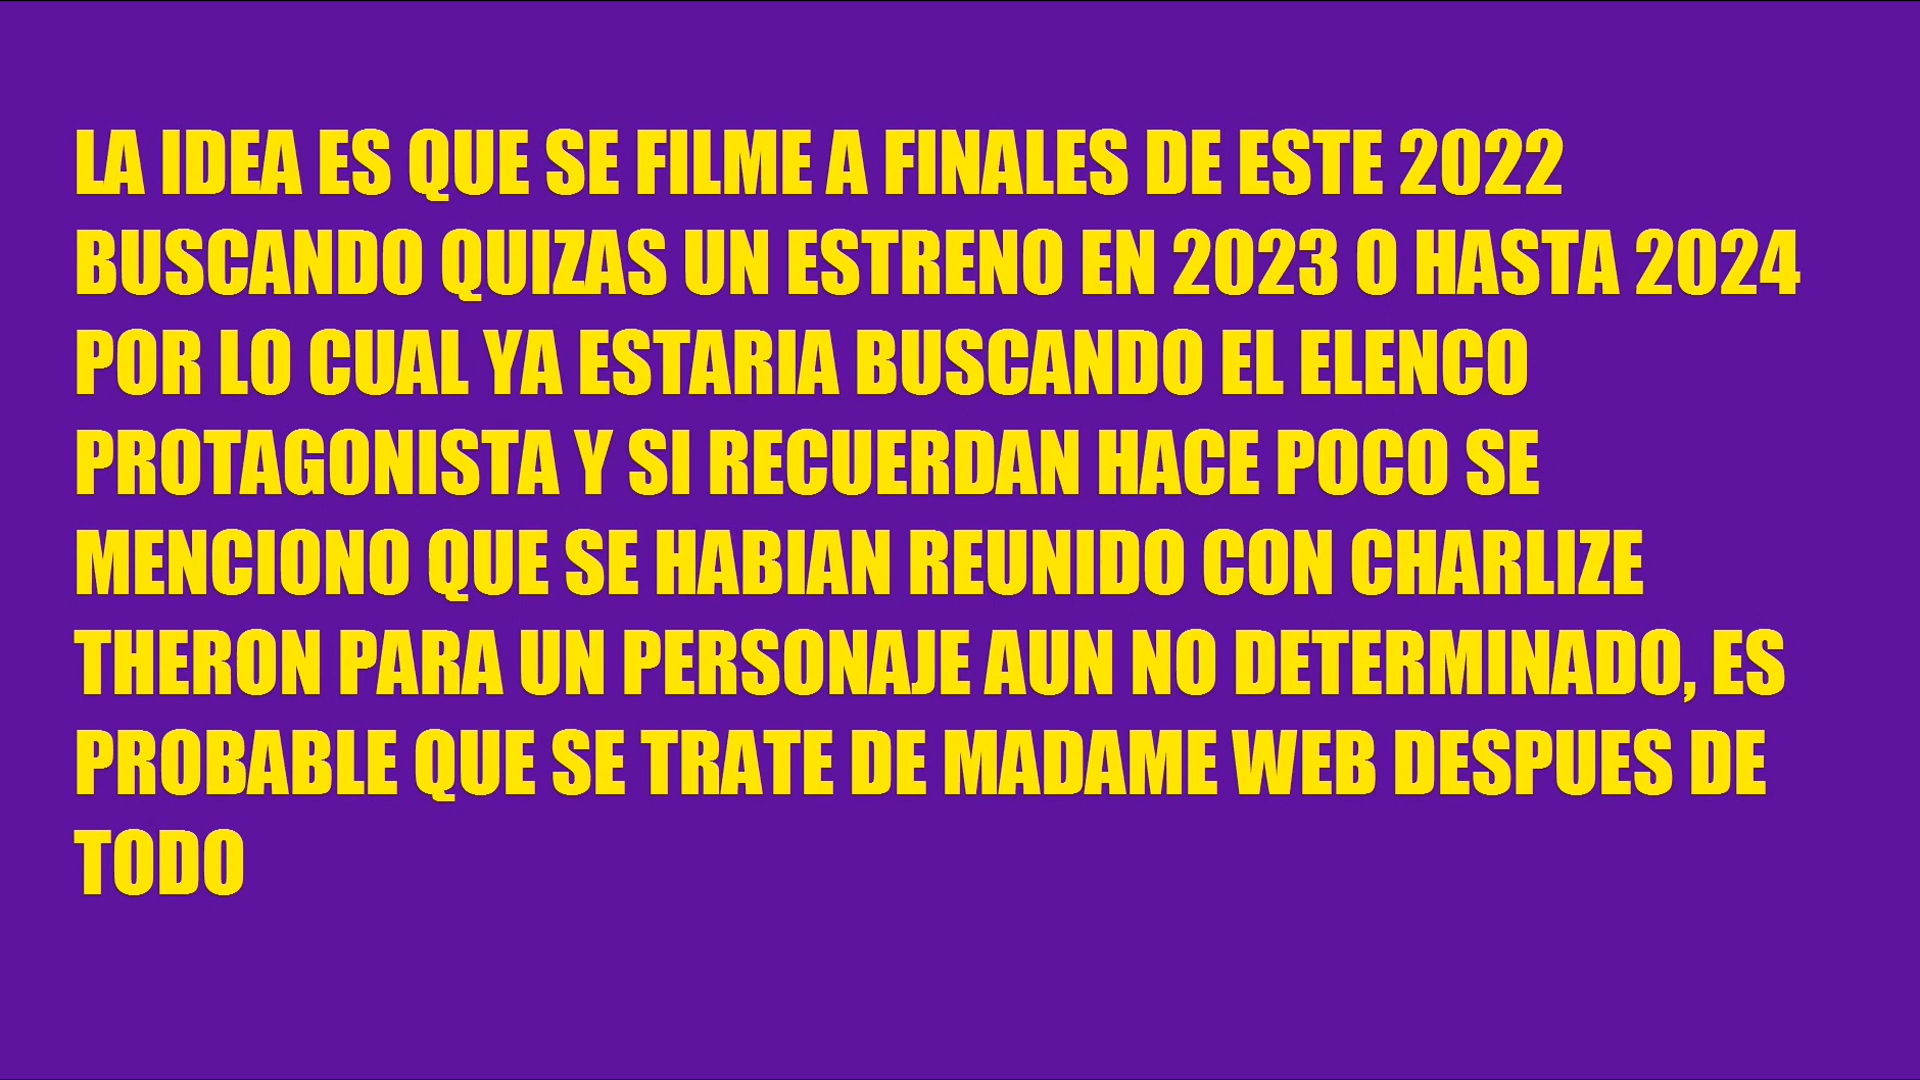 LA IDEA ES QUE SE FILME A FINALES DE ESTE 2022
BUSCANDO QUIZAS UN ESTRENO EN 2023 O HASTA 2024
POR LO CUAL YA ESTARIA BUSCANDO EL ELENCO
PROTAGONISTA Y SI RECUERDAN HACE POCO SE
MENCIONO QUE SE HABIAN REUNIDO CON CHARLIZE
THERON PARA UN PERSONAJE AUN NO DETERMINADO, ES
PROBABLE QUE SE TRATE DE MADAME WEB DESPUES DE
TODO